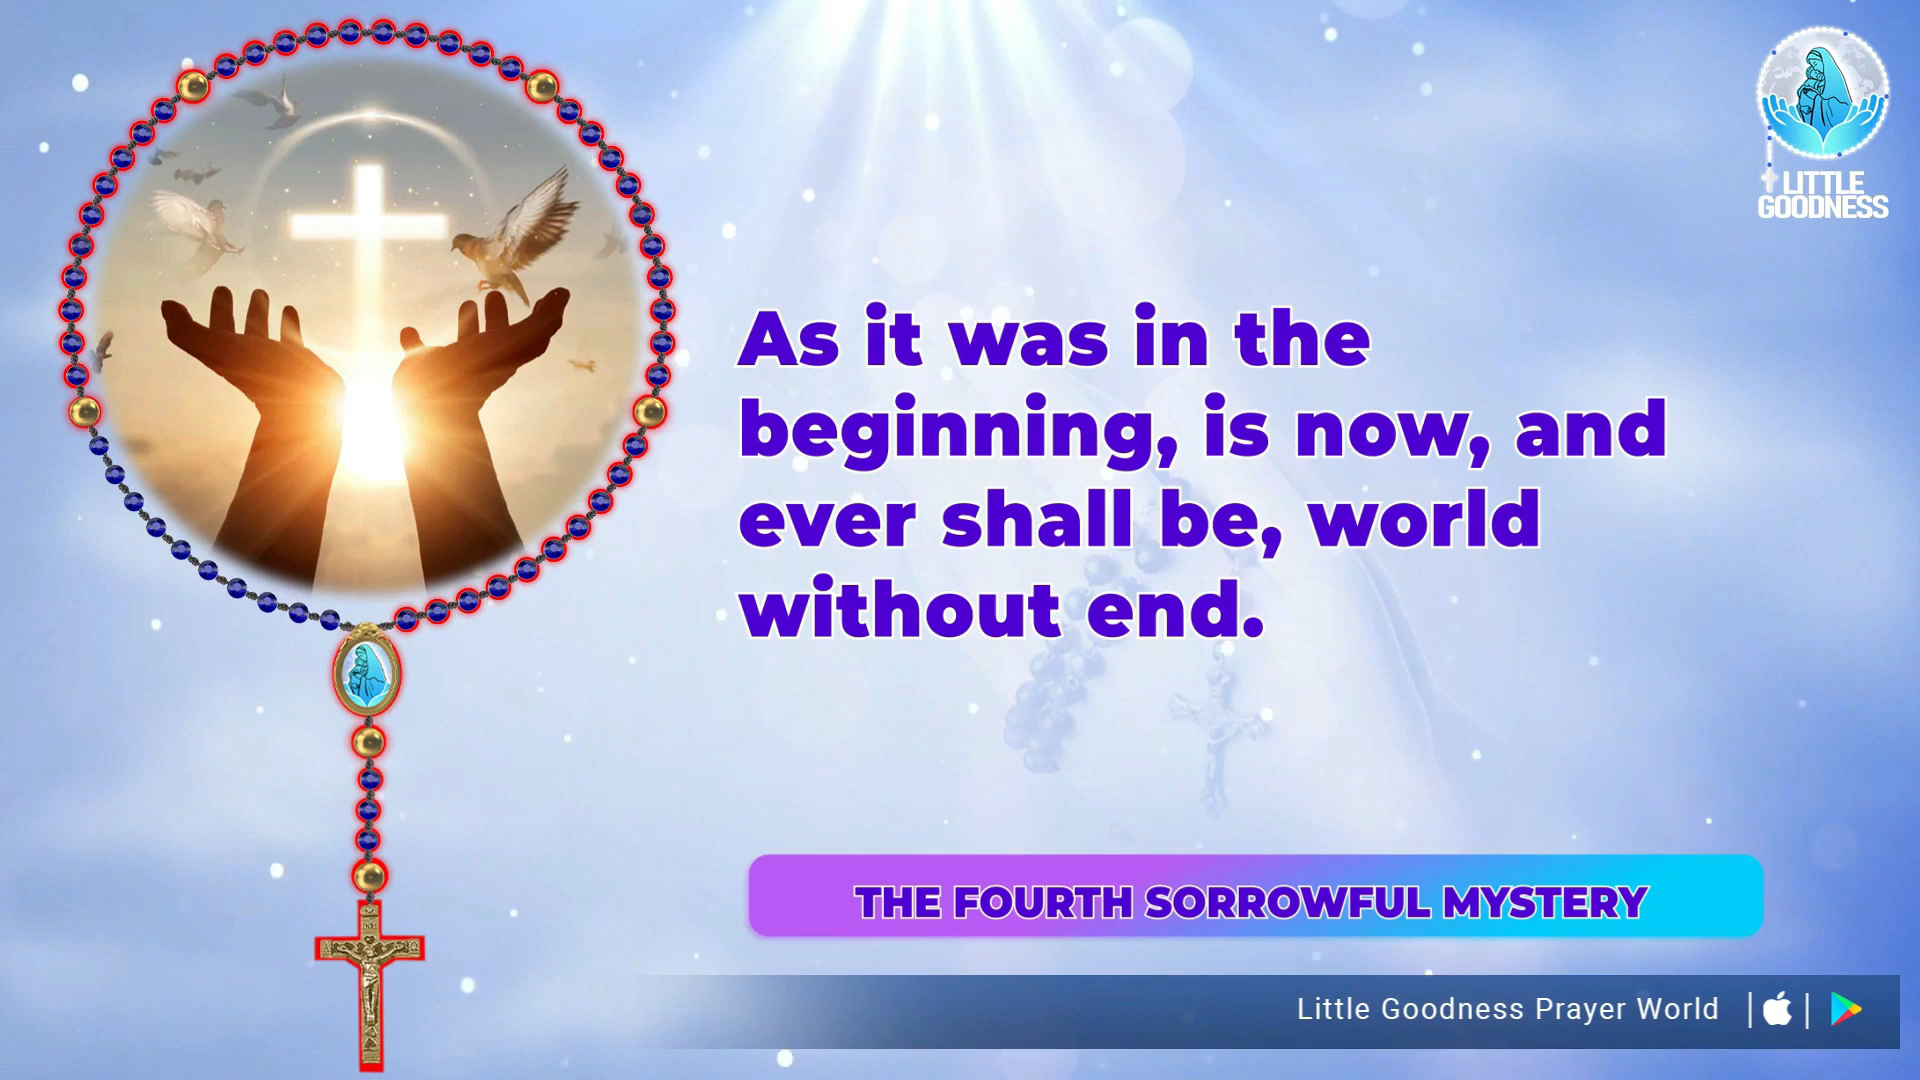 LITTLE
GOODNESS
As it was in the
beginning, is now, and
ever shall be, world
without end.
THE FOURTH SORROWFUL MYSTERY
Little Goodness Prayer World